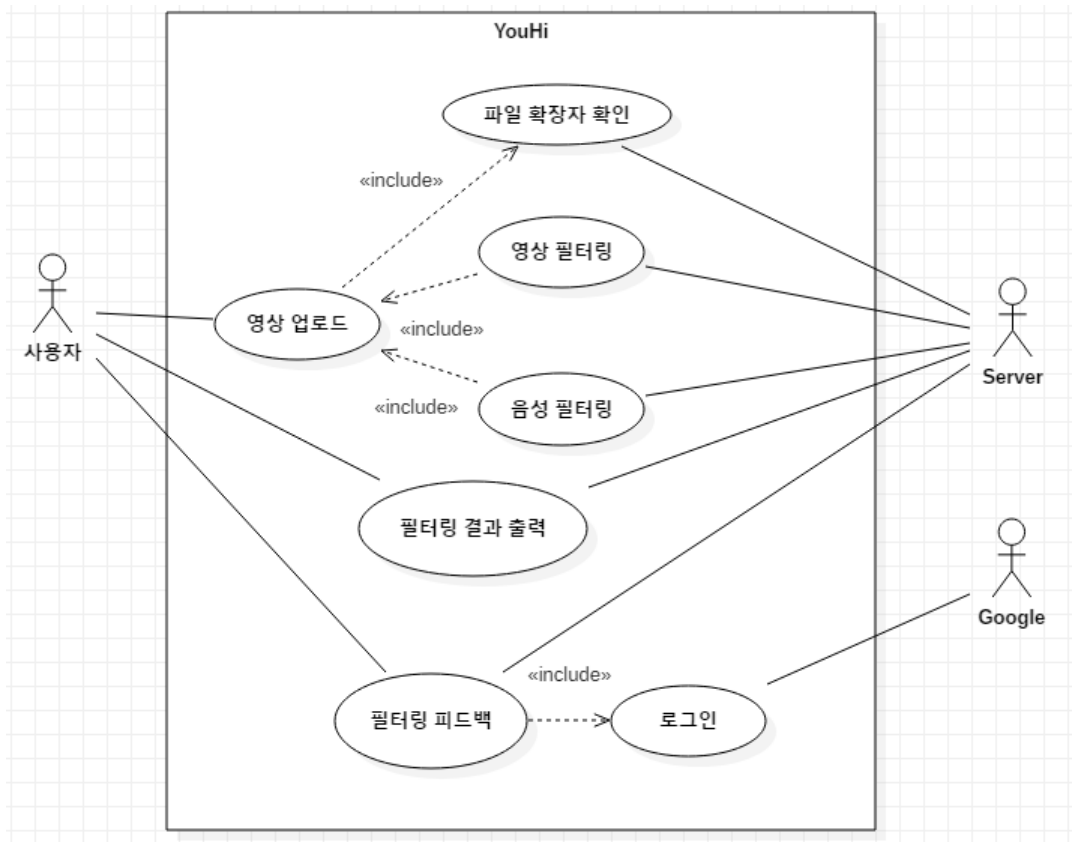 YouHi
파일 확장자 확인
«include»
영상 필터링
영상 업로드
«include»
사용자
Server
«include»
음성 필터링
필터링 결과 출력
Google
«include»
필터링 피드백
로그인